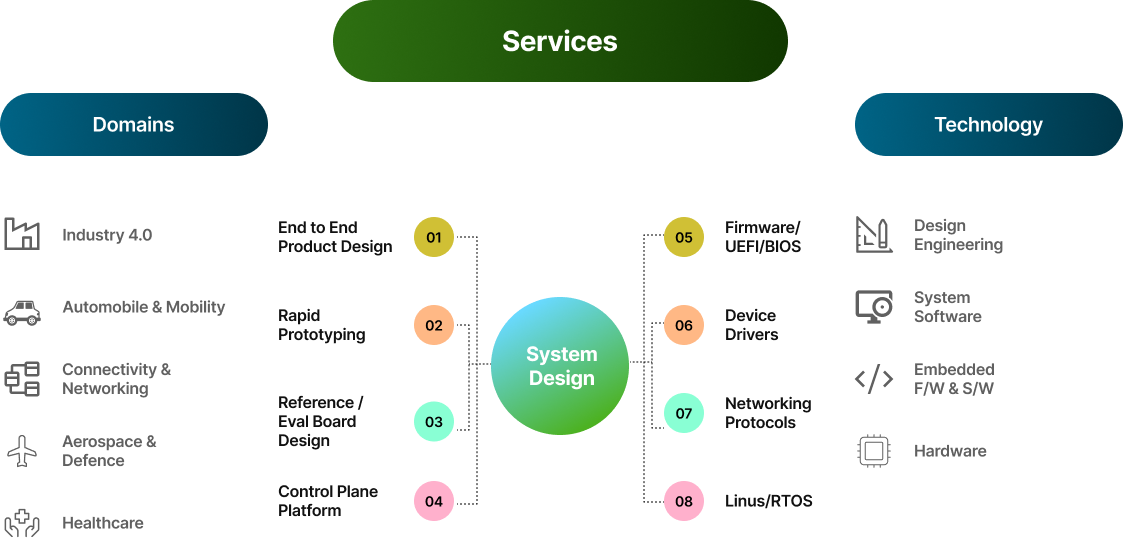 Services
Domains
Technology
Industry 4.0
Automobile & Mobility
Connectivity &
Networking
Aerospace &
Defence
Healthcare
End to End
Product Design
01
Rapid
Prototyping
02
Reference /
Eval Board
Design
03
Control Plane
Platform
04
System
Design
05
Firmware/
UEFI/BIOS
06
Device
Drivers
07
Networking
Protocols
08
Linus/RTOS
Design
Engineering
System
Software
Embedded
F/W & S/W
Hardware